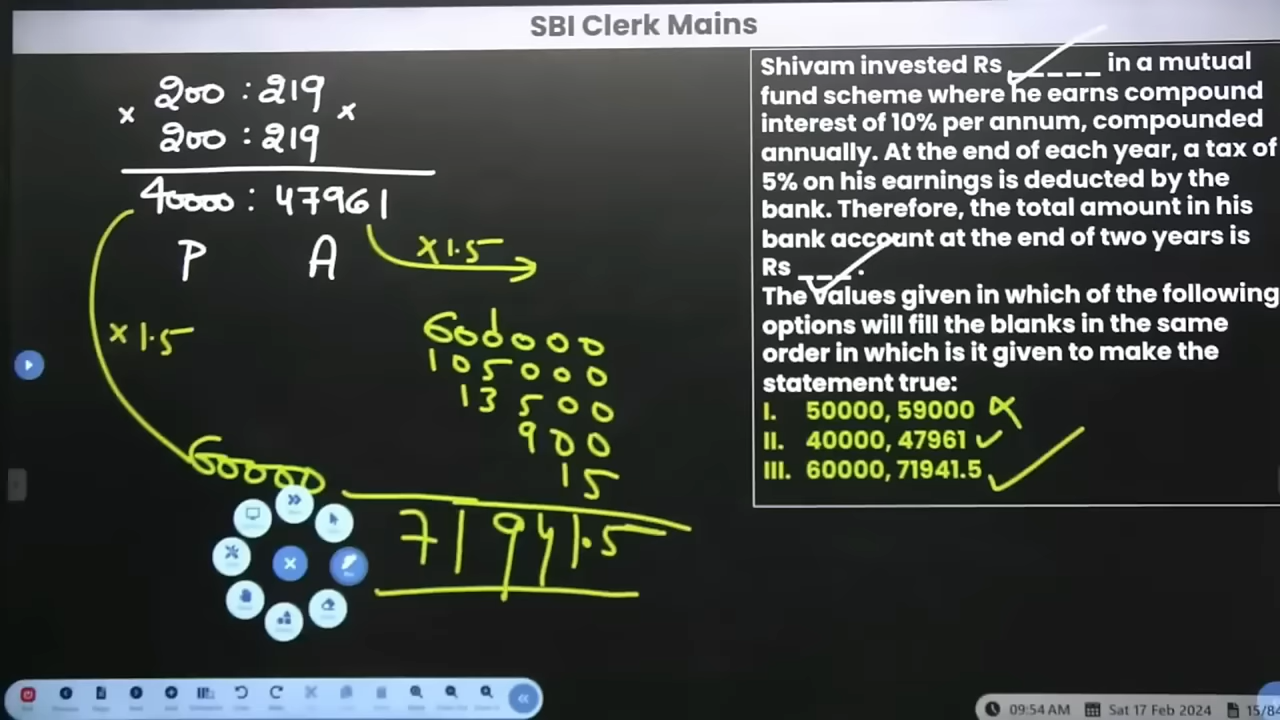 SBI Clerk Mains
× 200 : 219 ×
200 : 219
40000 : 47961
P A
×1.5
×1.5
600000
105000
13500
900
15
60000
71941.5
Shivam invested Rs _____ in a mutual
fund scheme where he earns compound
interest of 10% per annum, compounded
annually. At the end of each year, a tax of
5% on his earnings is deducted by the
bank. Therefore, the total amount in his
bank account at the end of two years is
Rs ___.
The values given in which of the following
options will fill the blanks in the same
order in which is it given to make the
statement true:
I. 50000, 59000
II. 40000, 47961
III. 60000, 71941.5
09:54 AM Sat 17 Feb 2024 15/84